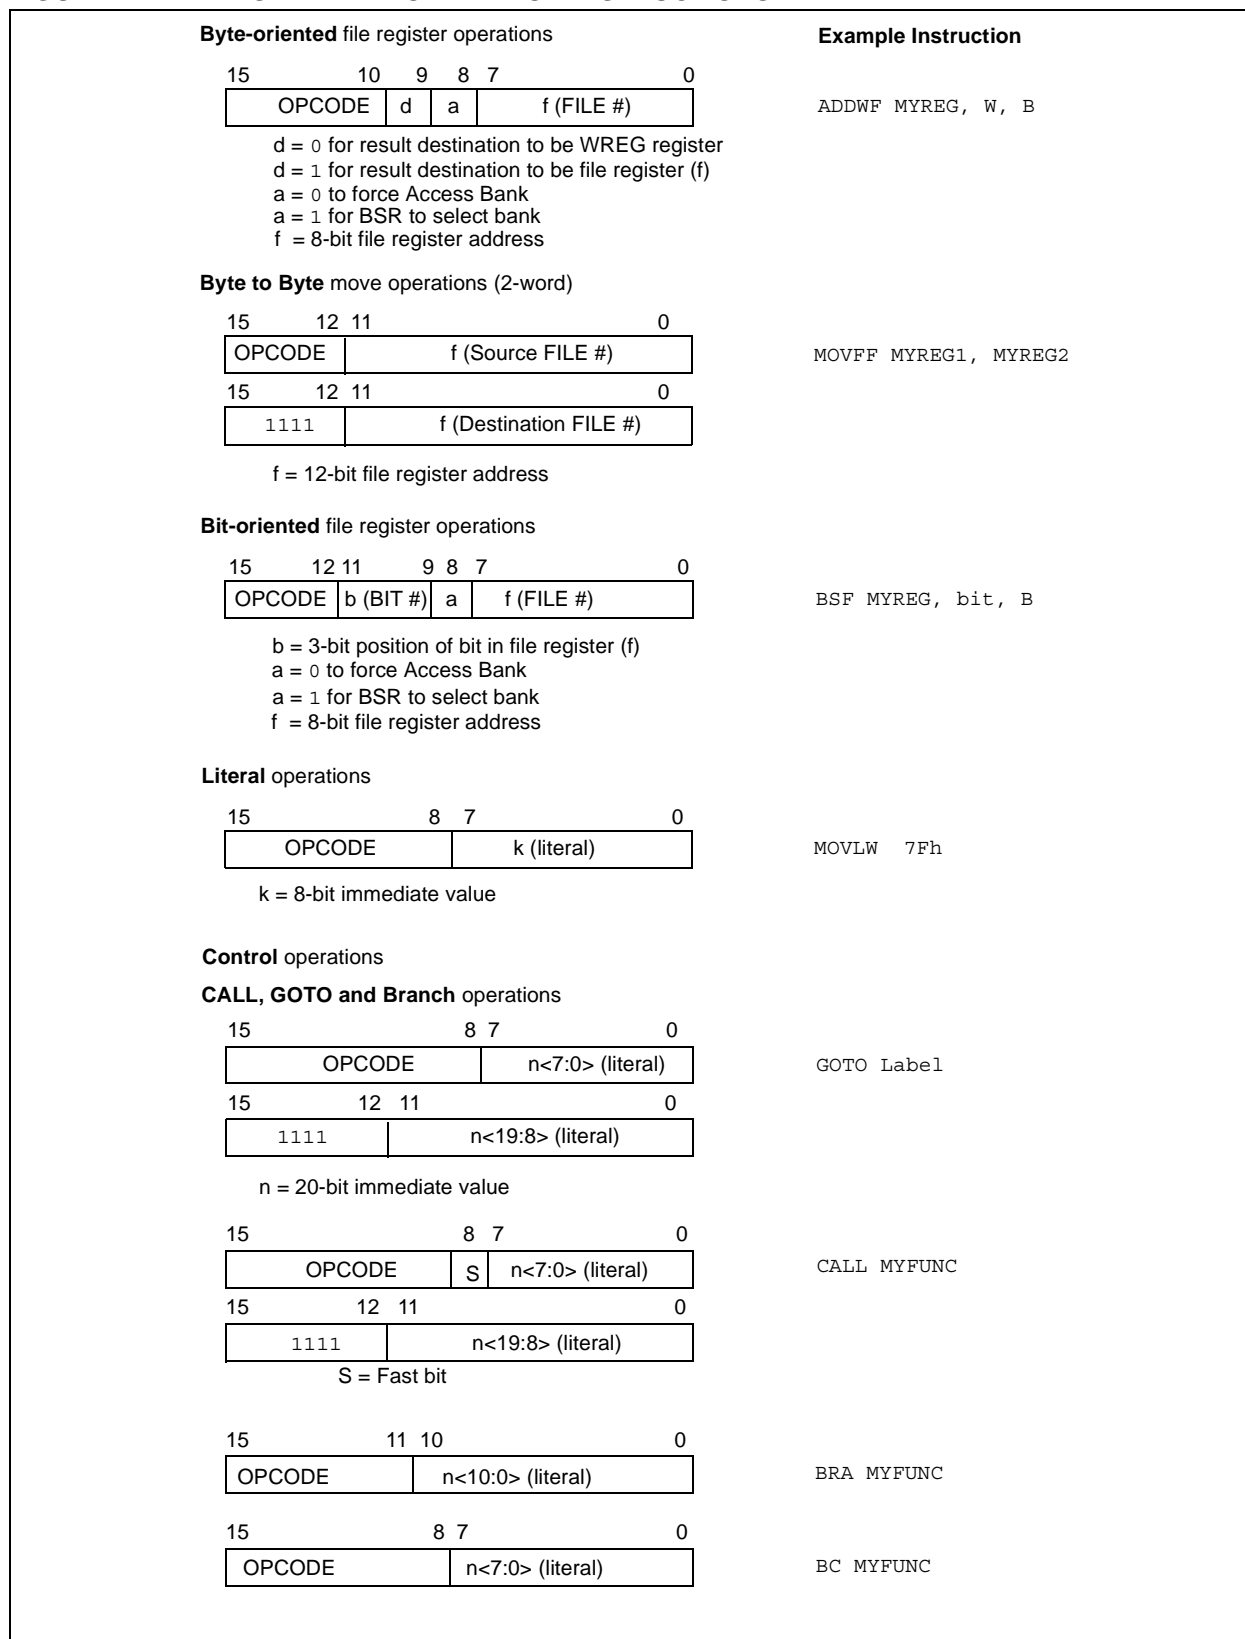 Byte-oriented file register operations
Example Instruction
15 10 9 8 7 0
OPCODE d a f (FILE #)
ADDWF MYREG, W, B
d = 0 for result destination to be WREG register
d = 1 for result destination to be file register (f)
a = 0 to force Access Bank
a = 1 for BSR to select bank
f = 8-bit file register address
Byte to Byte move operations (2-word)
15 12 11 0
OPCODE f (Source FILE #)
MOVFF MYREG1, MYREG2
15 12 11 0
1111 f (Destination FILE #)
f = 12-bit file register address
Bit-oriented file register operations
15 12 11 9 8 7 0
OPCODE b (BIT #) a f (FILE #)
BSF MYREG, bit, B
b = 3-bit position of bit in file register (f)
a = 0 to force Access Bank
a = 1 for BSR to select bank
f = 8-bit file register address
Literal operations
15 8 7 0
OPCODE k (literal)
MOVLW 7Fh
k = 8-bit immediate value
Control operations
CALL, GOTO and Branch operations
15 8 7 0
OPCODE n<7:0> (literal)
GOTO Label
15 12 11 0
1111 n<19:8> (literal)
n = 20-bit immediate value
15 8 7 0
OPCODE S n<7:0> (literal)
CALL MYFUNC
15 12 11 0
1111 n<19:8> (literal)
S = Fast bit
15 11 10 0
OPCODE n<10:0> (literal)
BRA MYFUNC
15 8 7 0
OPCODE n<7:0> (literal)
BC MYFUNC